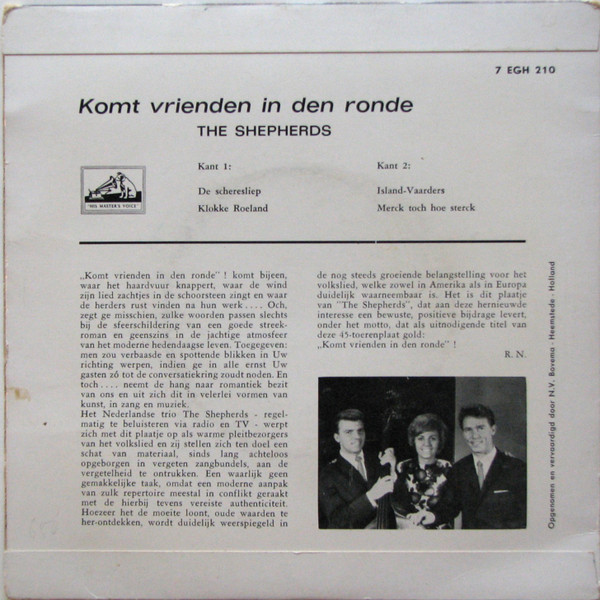 7 EGH 210
Komt vrienden in den ronde
THE SHEPHERDS
Kant 1:
De scheresliep
Klokke Roeland
Kant 2:
Island-Vaarders
Merck toch hoe sterck
"HIS MASTER'S VOICE"
„Komt vrienden in den ronde" ! komt bijeen,
waar het haardvuur knappert, waar de wind
zijn lied zachtjes in de schoorsteen zingt en waar
de herders rust vinden na hun werk .... Och,
zegt ge misschien, zulke woorden passen slechts
bij de sfeerschildering van een goede streek-
roman en geenszins in de jachtige atmosfeer
van het moderne hedendaagse leven. Toegegeven:
men zou verbaasde en spottende blikken in Uw
richting werpen, indien ge in alle ernst Uw
gasten zó tot de conversatiekring zoudt noden. En
toch .... neemt de hang naar romantiek bezit
van ons en uit zich dit in velerlei vormen van
kunst, in zang en muziek.
Het Nederlandse trio The Shepherds - regel-
matig te beluisteren via radio en TV - werpt
zich met dit plaatje op als warme pleitbezorgers
van het volkslied en zij stellen zich ten doel een
schat van materiaal, sinds lang achteloos
opgeborgen in vergeten zangbundels, aan de
vergetelheid te ontrukken. Een waarlijk geen
gemakkelijke taak, omdat een moderne aanpak
van zulk repertoire meestal in conflikt geraakt
met de hierbij tevens vereiste authenticiteit.
Hoezeer het de moeite loont, oude waarden te
her-ontdekken, wordt duidelijk weerspiegeld in
de nog steeds groeiende belangstelling voor het
volkslied, welke zowel in Amerika als in Europa
duidelijk waarneembaar is. Het is dit plaatje
van "The Shepherds", dat aan deze hernieuwde
interesse een bewuste, positieve bijdrage levert,
onder het motto, dat als uitnodigende titel van
deze 45-toerenplaat gold:
„Komt vrienden in den ronde" !
R. N.
Opgenomen en vervaardigd door N.V. Bovema - Heemstede - Holland